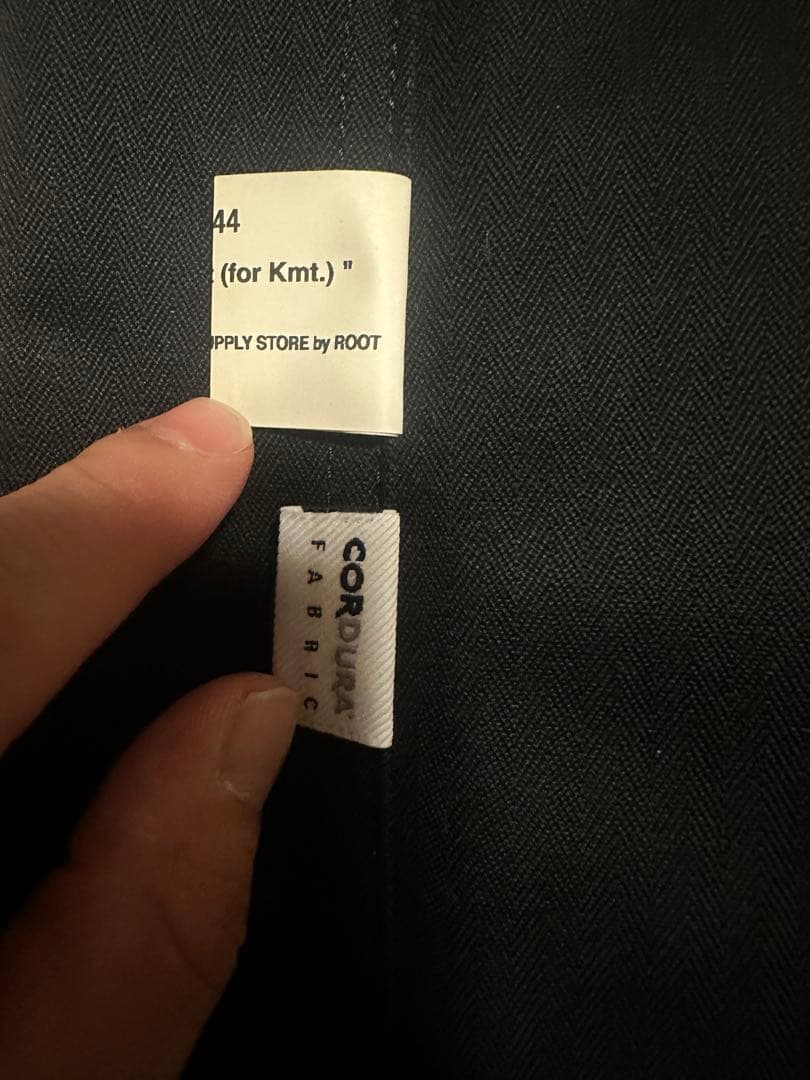 44
(for Kmt.) "
PPLY STORE by ROOT
CORDURA
FABRIC